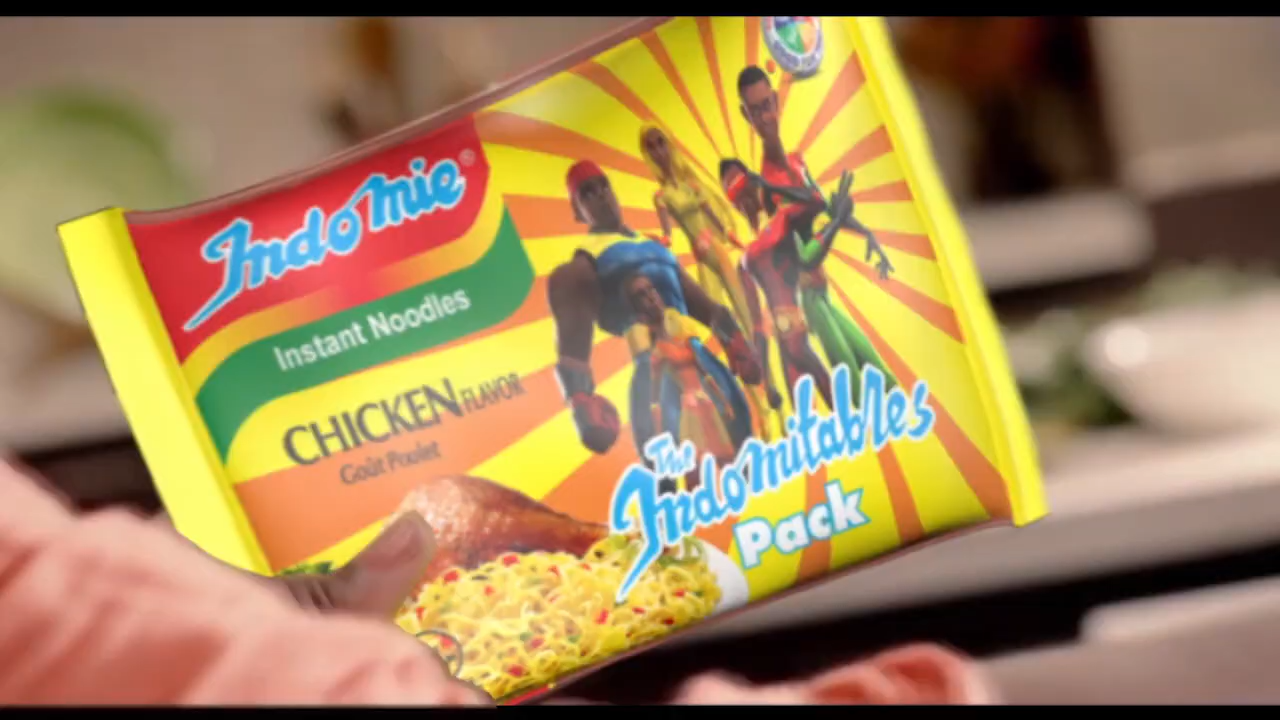 Indomie®
Instant Noodles
CHICKEN FLAVOR
Goût Poulet
The
Indomitables
Pack